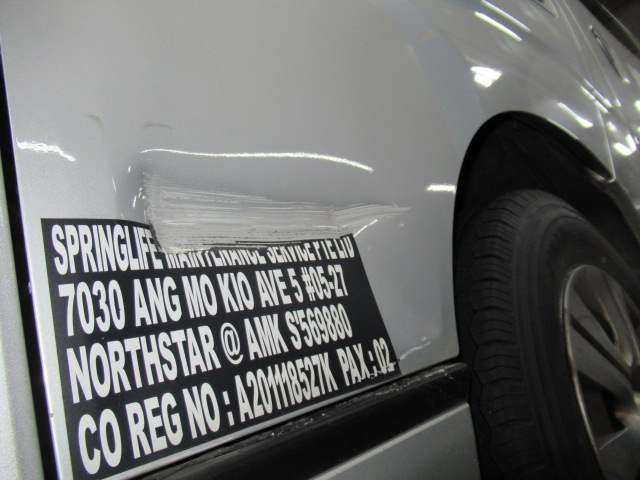 SPRINGLIFE MAINTENANCE SERVICE PTE LTD
7030 ANG MO KIO AVE 5 #05-27
NORTHSTAR @ AMK S'569880
CO REG NO : A201118527K PAX : 02